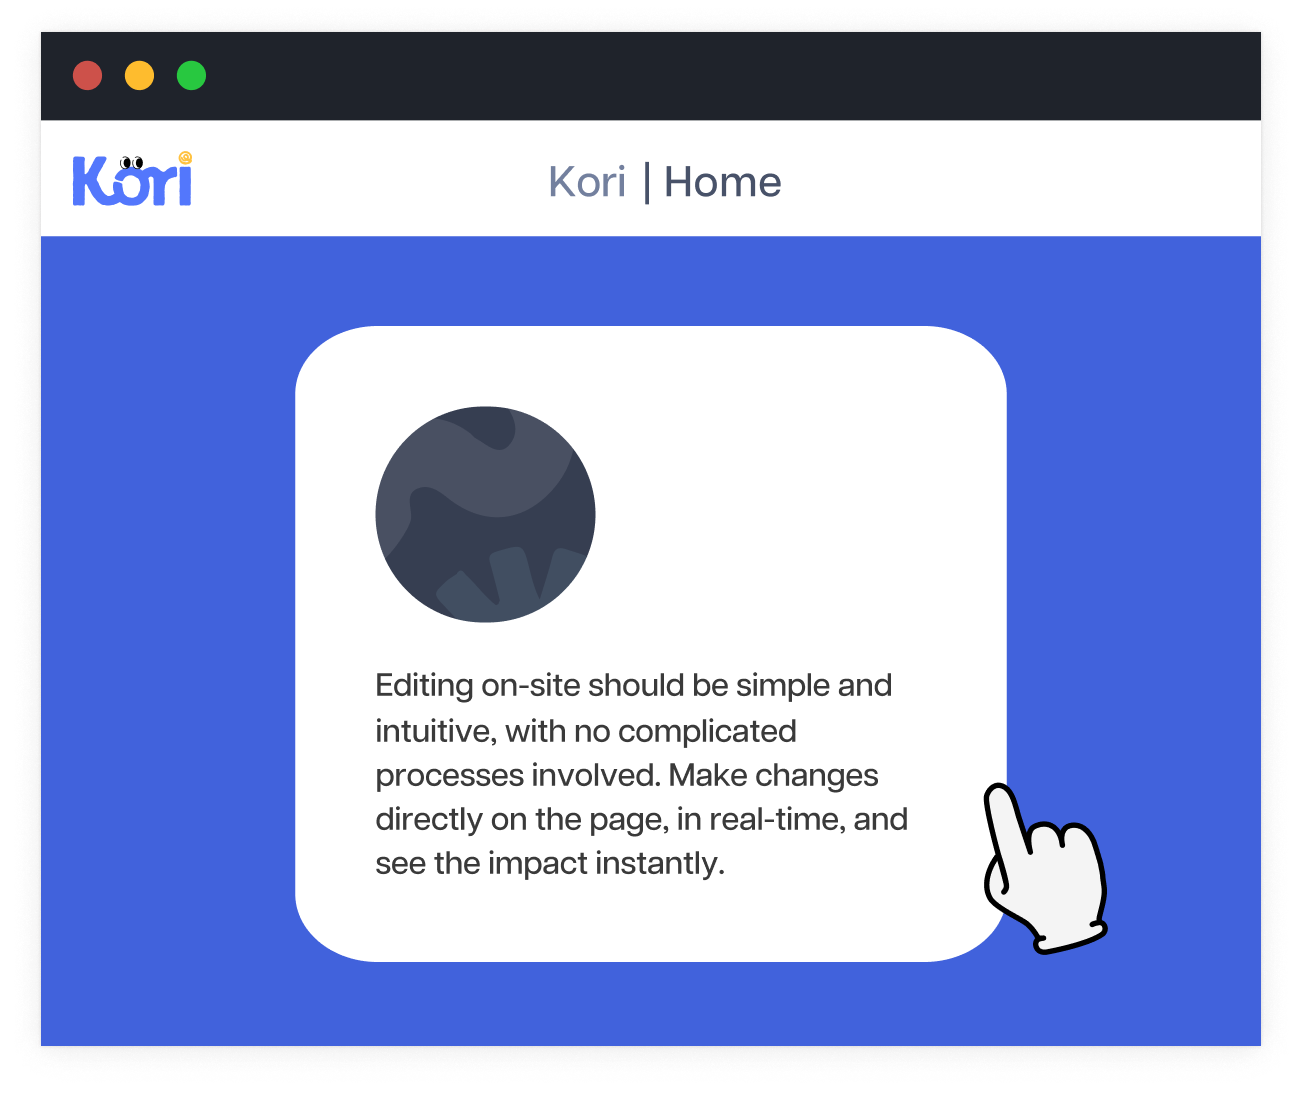 Kori
Kori | Home
Editing on-site should be simple and
intuitive, with no complicated
processes involved. Make changes
directly on the page, in real-time, and
see the impact instantly.